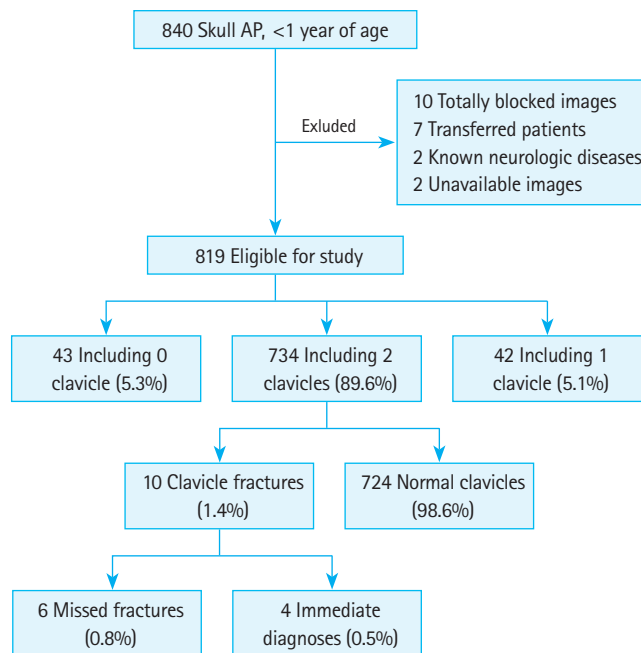 840 Skull AP, <1 year of age
Exluded
10 Totally blocked images
7 Transferred patients
2 Known neurologic diseases
2 Unavailable images
819 Eligible for study
43 Including 0
clavicle (5.3%)
734 Including 2
clavicles (89.6%)
42 Including 1
clavicle (5.1%)
10 Clavicle fractures
(1.4%)
724 Normal clavicles
(98.6%)
6 Missed fractures
(0.8%)
4 Immediate
diagnoses (0.5%)